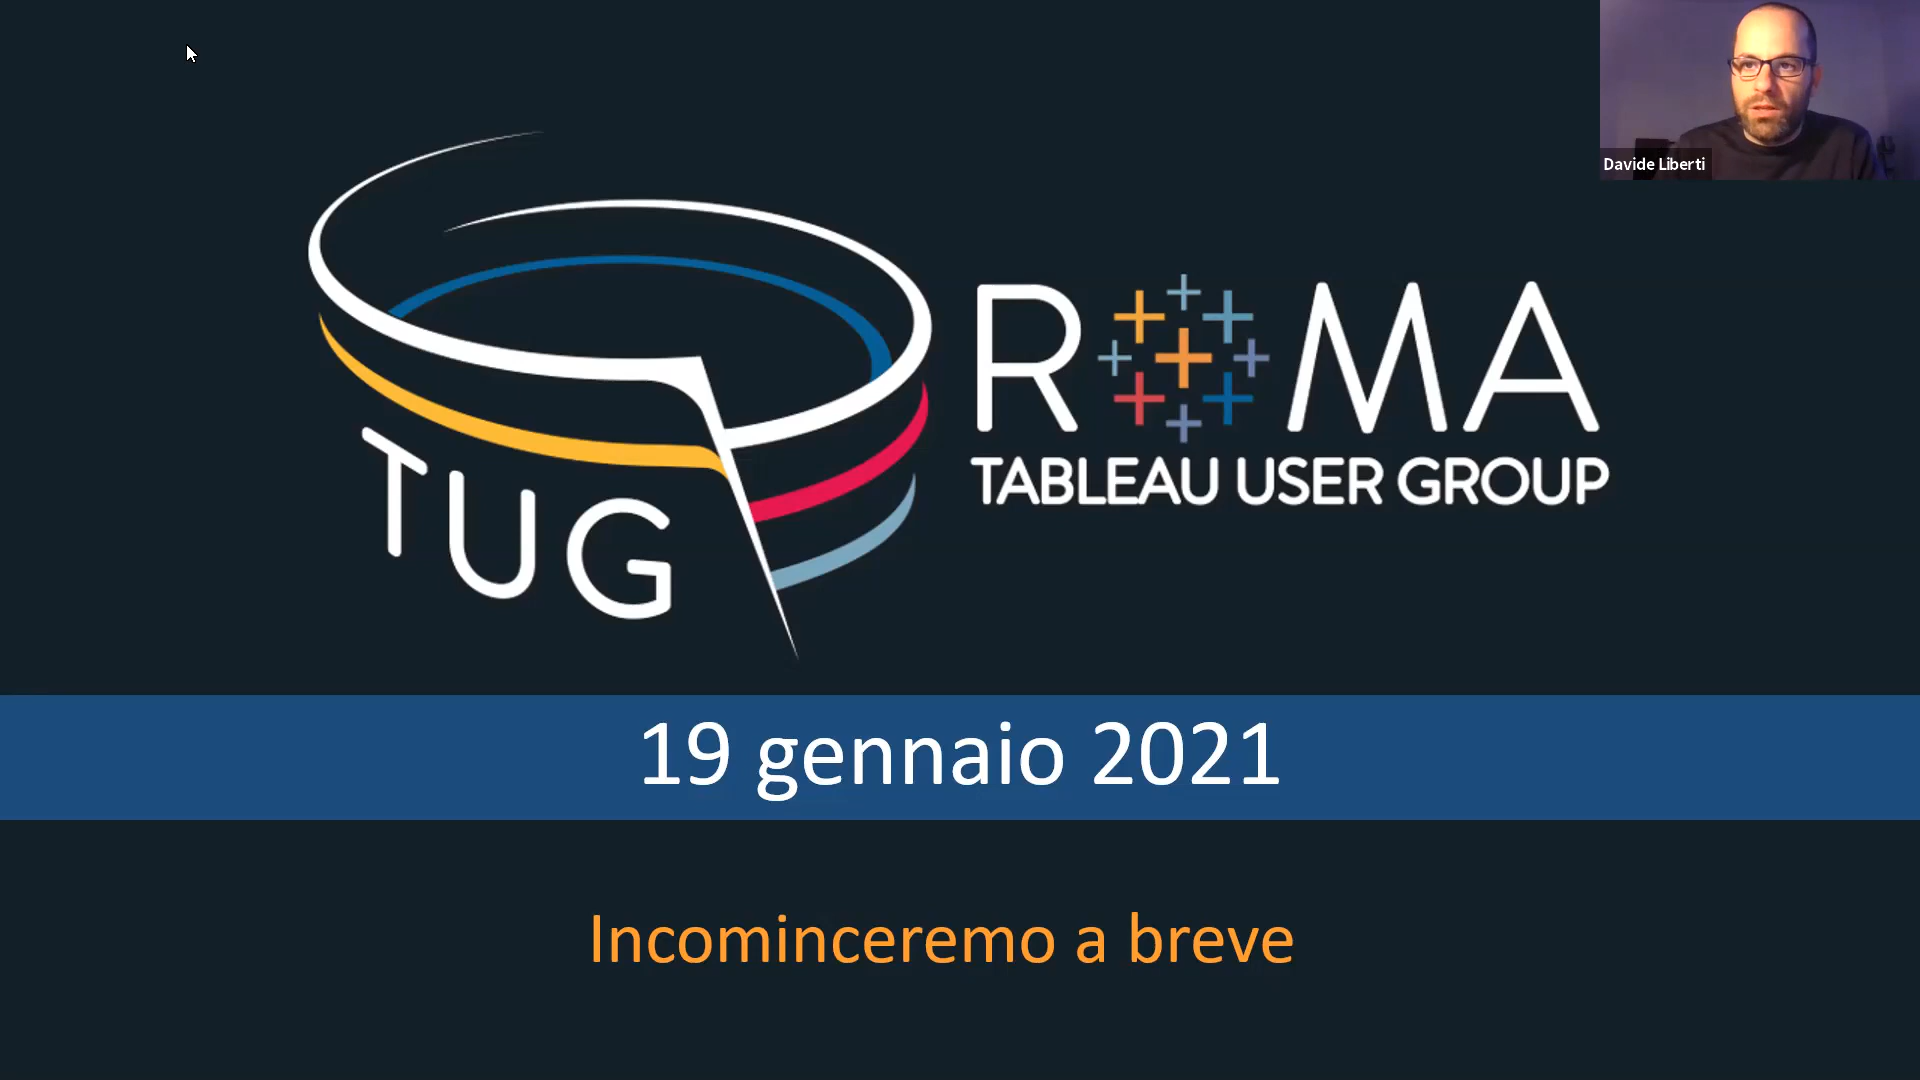 Davide Liberti
TUG
ROMA
TABLEAU USER GROUP
19 gennaio 2021
Incominceremo a breve